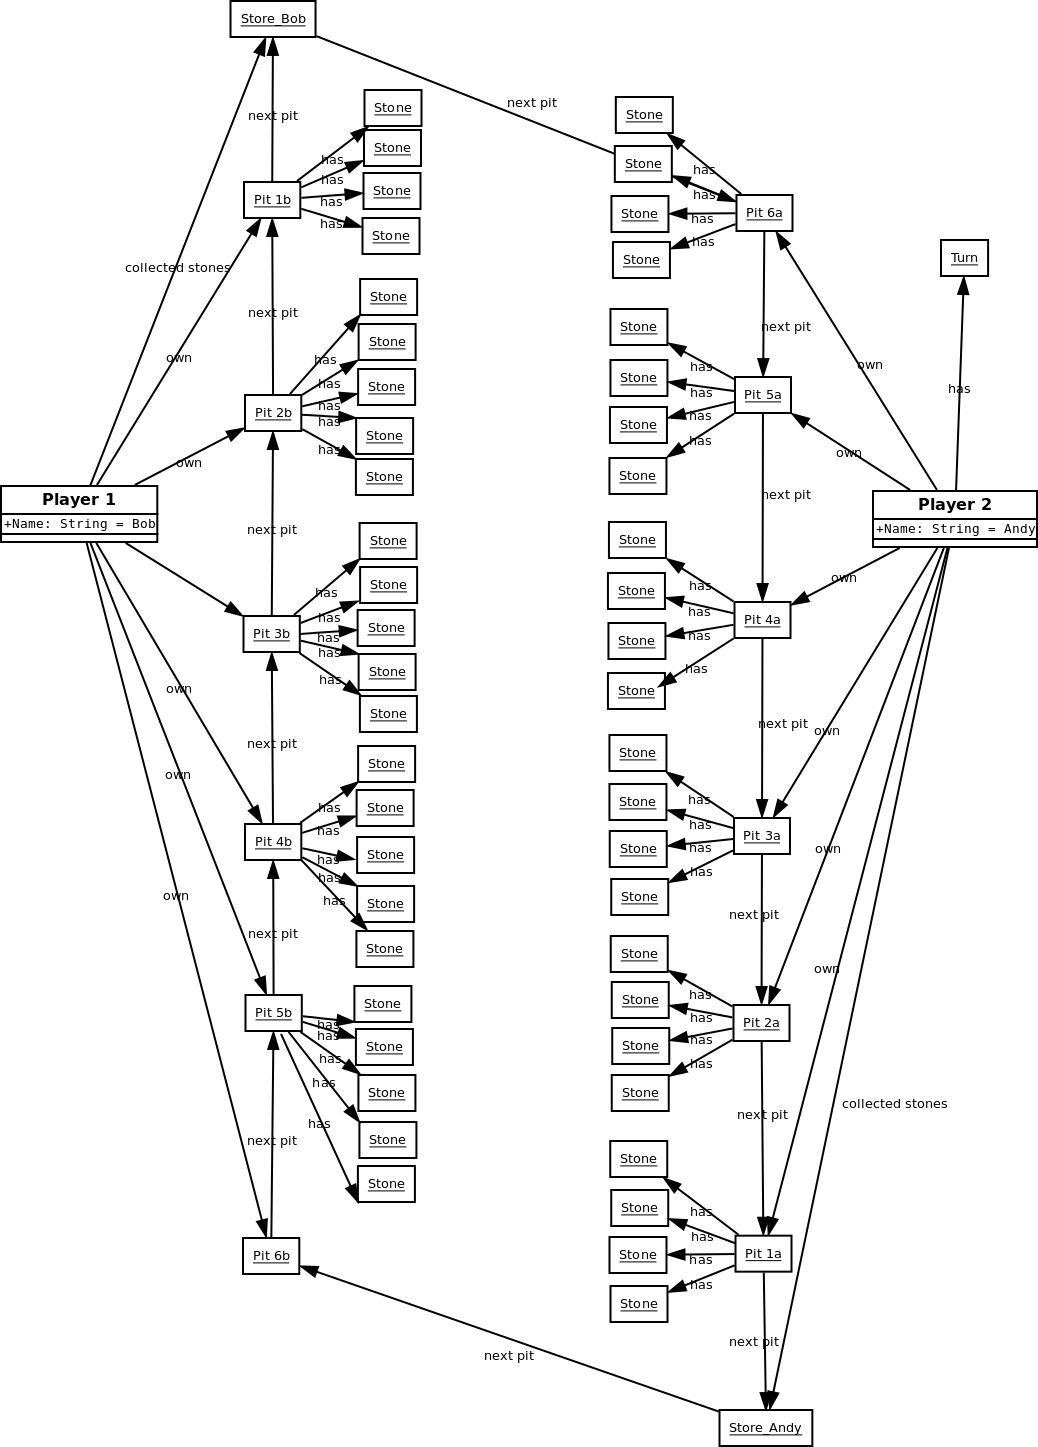 Store_Bob
next pit
collected stones
next pit
Pit 1b
Stone
Stone
Stone
Stone
has
has
has
has
own
next pit
Pit 2b
Stone
Stone
Stone
Stone
Stone
has
has
has
has
has
own
Player 1
+Name: String = Bob
next pit
Pit 3b
Stone
Stone
Stone
Stone
Stone
has
has
has
has
has
own
next pit
Pit 4b
Stone
Stone
Stone
Stone
Stone
has
has
has
has
has
own
next pit
Pit 5b
Stone
Stone
Stone
Stone
Stone
has
has
has
has
has
own
next pit
Pit 6b
next pit
Stone
Stone
Stone
Stone
has
has
has
has
Pit 6a
Turn
has
own
next pit
Stone
Stone
Stone
Stone
has
has
has
has
Pit 5a
own
next pit
Player 2
+Name: String = Andy
Stone
Stone
Stone
Stone
has
has
has
has
Pit 4a
own
next pit
Stone
Stone
Stone
Stone
has
has
has
has
Pit 3a
own
next pit
Stone
Stone
Stone
Stone
has
has
has
has
Pit 2a
own
next pit
Stone
Stone
Stone
Stone
has
has
has
has
Pit 1a
own
collected stones
next pit
Store_Andy